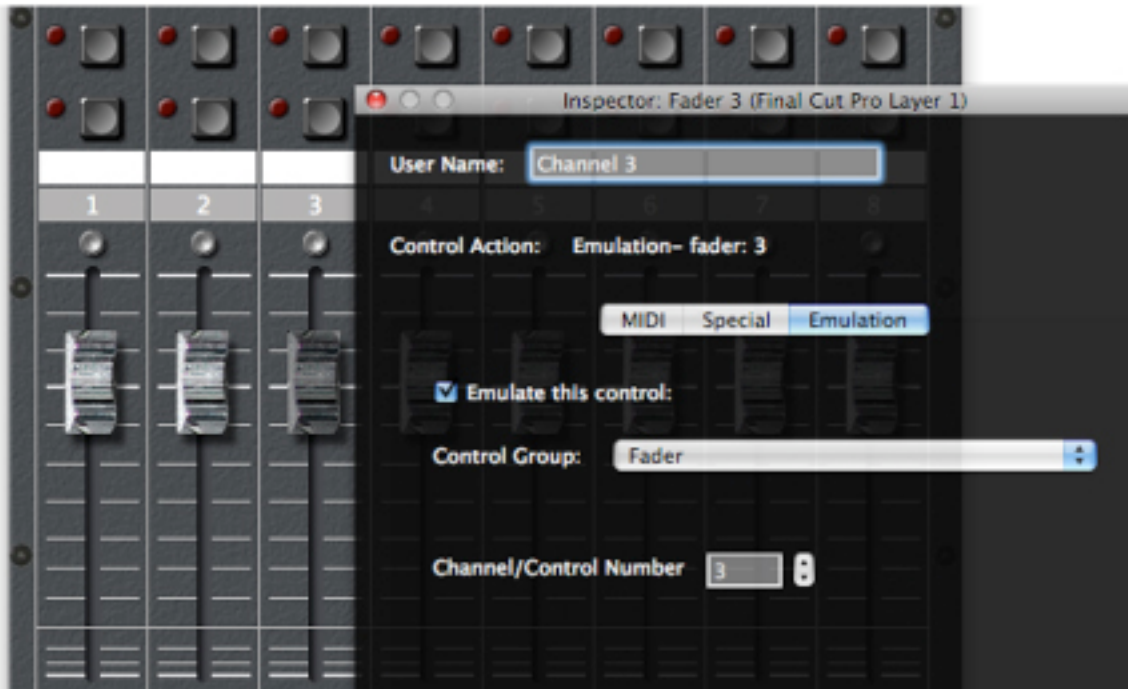 Inspector: Fader 3 (Final Cut Pro Layer 1)
User Name: Channel 3
1 2 3 4 5 6 7 8
Control Action: Emulation– fader: 3
MIDI Special Emulation
Emulate this control:
Control Group: Fader
Channel/Control Number 3